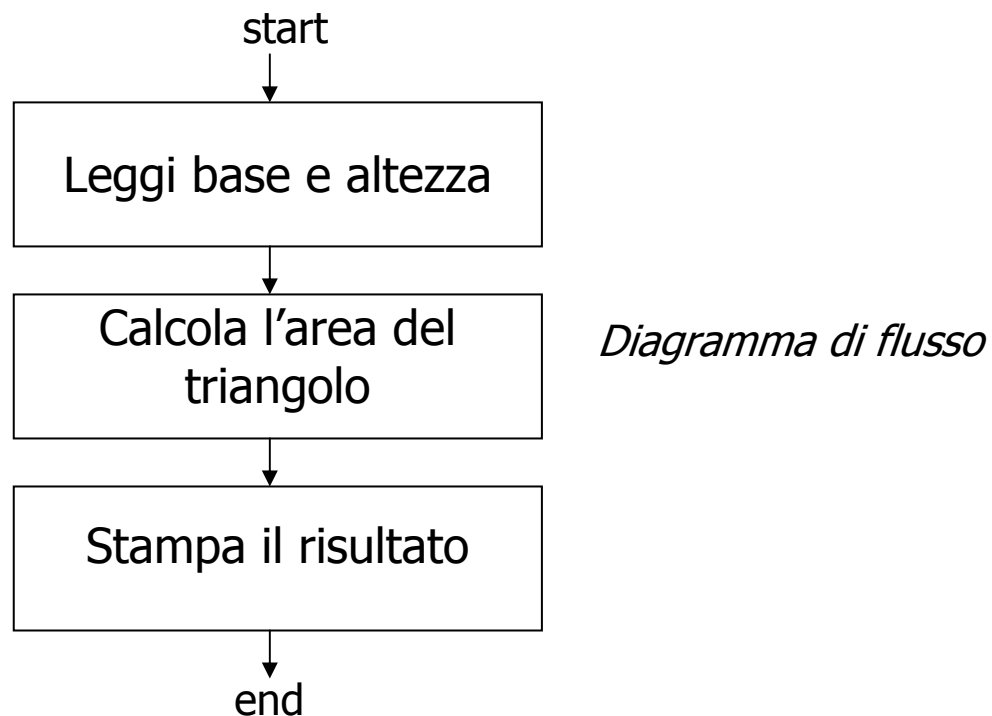 start
Leggi base e altezza
Calcola l’area del
triangolo
Diagramma di flusso
Stampa il risultato
end